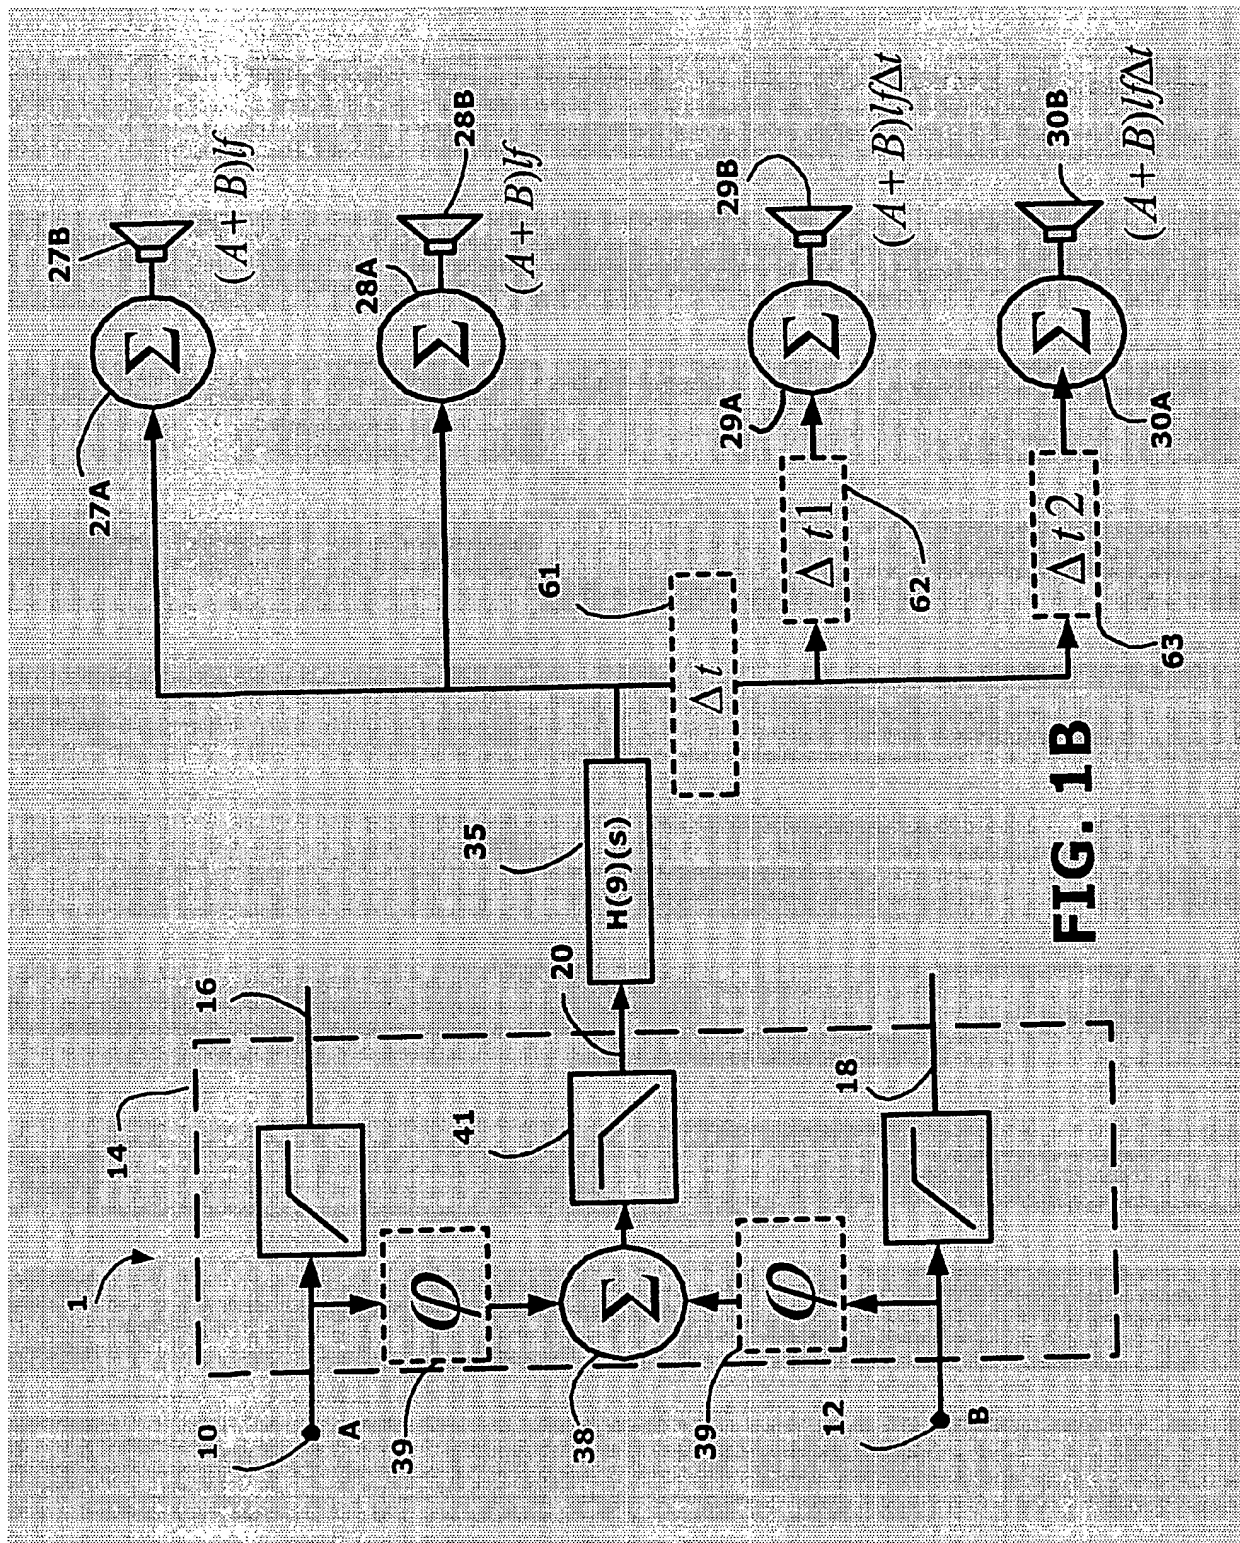 1
14
16
10
A
39
φ
38
Σ
41
20
35
H(9)(s)
39
φ
12
B
18
61
Δt
27A
Σ
27B
(A+B)lf
28A
Σ
28B
(A+B)lf
Δt1
62
29A
Σ
29B
(A+B)lfΔt
Δt2
63
30A
Σ
30B
(A+B)lfΔt
FIG. 1B